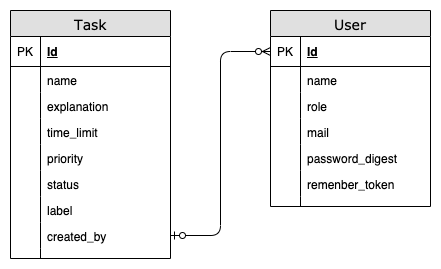 Task
PK Id
name
explanation
time_limit
priority
status
label
created_by
User
PK Id
name
role
mail
password_digest
remenber_token